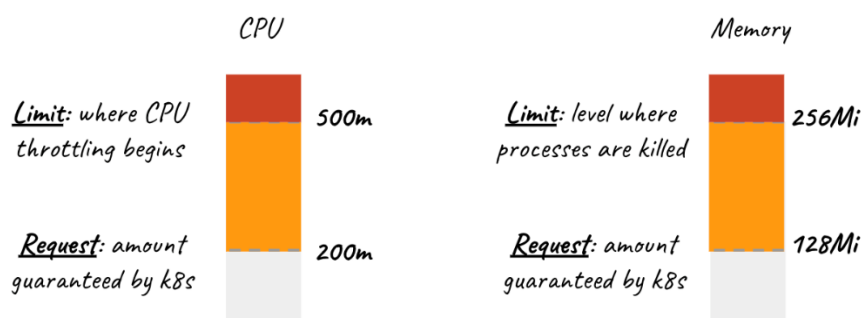 CPU
Limit: where CPU
throttling begins
500m
Request: amount
guaranteed by k8s
200m
Memory
Limit: level where
processes are killed
256Mi
Request: amount
guaranteed by k8s
128Mi